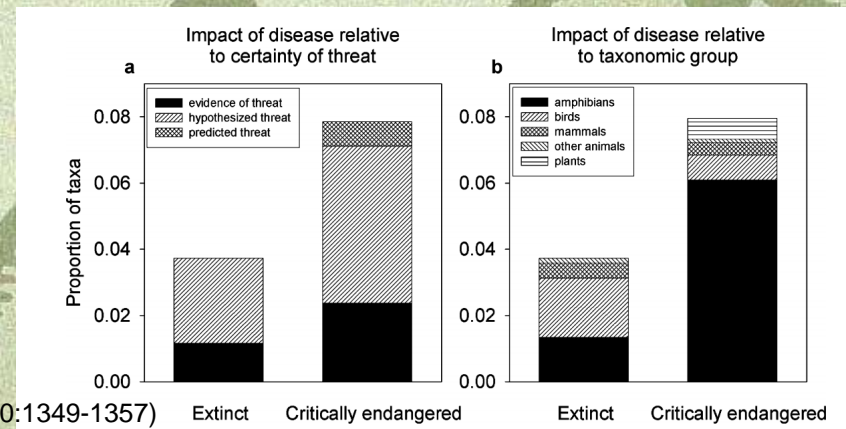 Impact of disease relative
to certainty of threat
a
evidence of threat
hypothesized threat
predicted threat
Proportion of taxa
0.08
0.06
0.04
0.02
0.00
Extinct Critically endangered
Impact of disease relative
to taxonomic group
b
amphibians
birds
mammals
other animals
plants
0.08
0.06
0.04
0.02
0.00
Extinct Critically endangered
0:1349-1357)